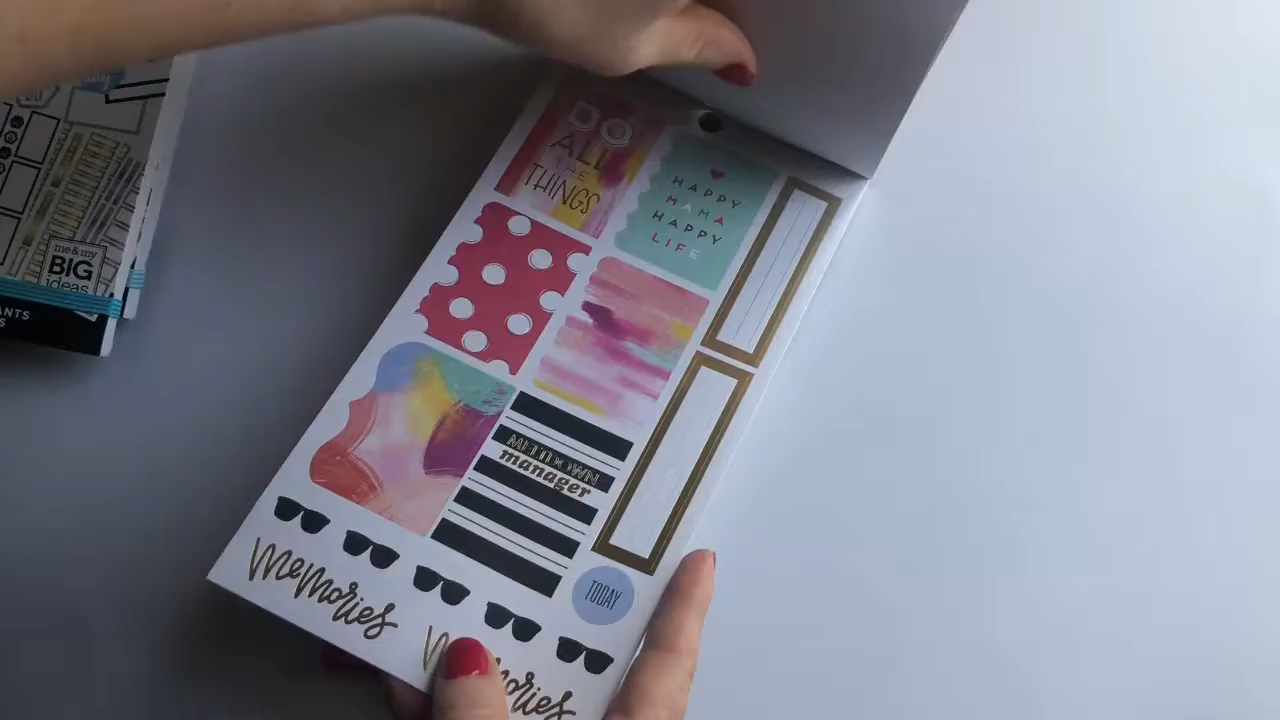 DO
ALL
THE
THINGS
HAPPY
MAMA
HAPPY
LIFE
MELTDOWN
manager
TODAY
memories
me & my
BIG
ideas